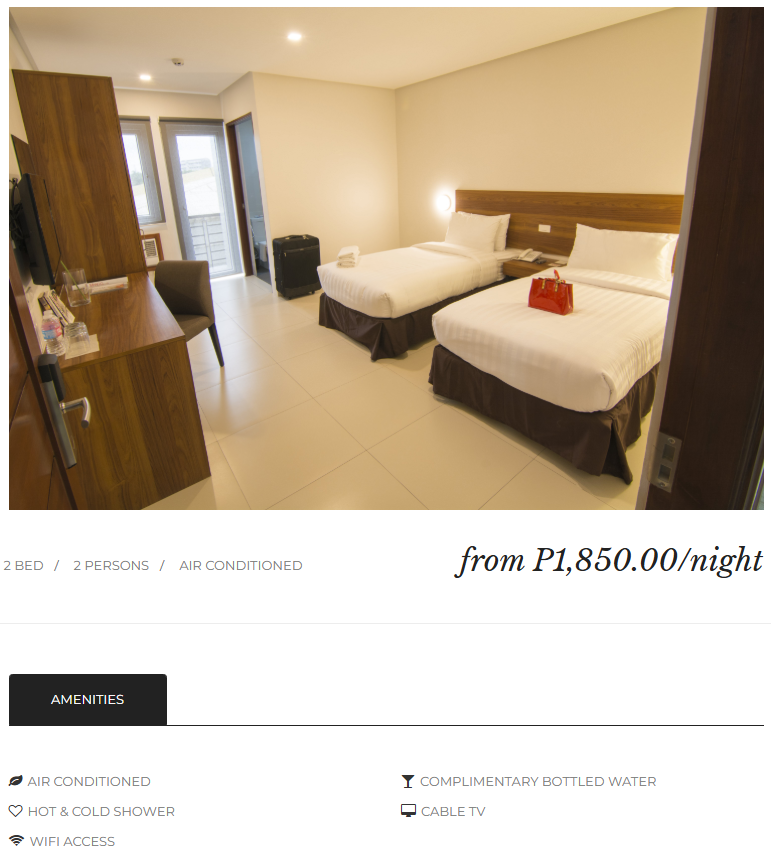 2 BED / 2 PERSONS / AIR CONDITIONED
from P1,850.00/night
AMENITIES
AIR CONDITIONED
COMPLIMENTARY BOTTLED WATER
HOT & COLD SHOWER
CABLE TV
WIFI ACCESS